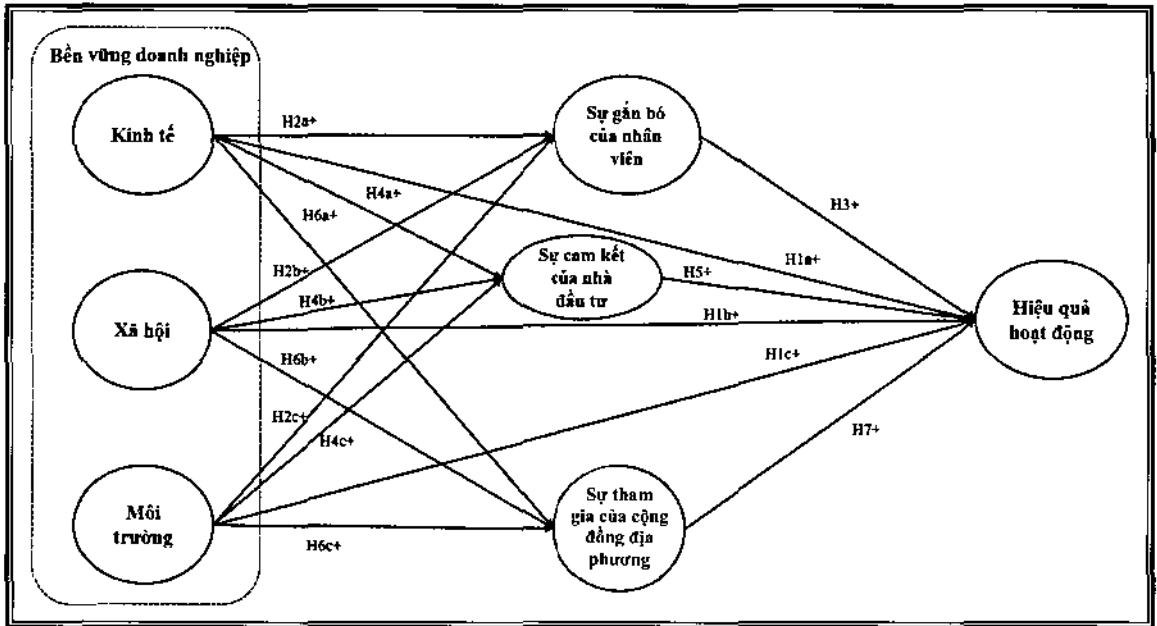 Bền vững doanh nghiệp
Kinh tế
Xã hội
Môi
trường
H2a+
H4a+
H6a+
H2b+
H4b+
H6b+
H2c+
H4c+
H6c+
Sự gắn bó
của nhân
viên
Sự cam kết
của nhà
đầu tư
Sự tham
gia của cộng
đồng địa
phương
H3+
H1a+
H5+
H1b+
H1c+
H7+
Hiệu quả
hoạt động